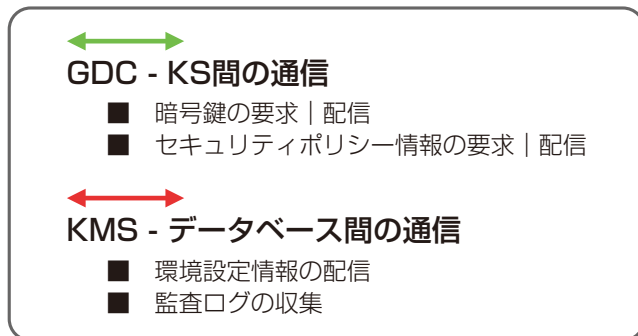 GDC - KS間の通信
■ 暗号鍵の要求｜配信
■ セキュリティポリシー情報の要求｜配信
KMS - データベース間の通信
■ 環境設定情報の配信
■ 監査ログの収集